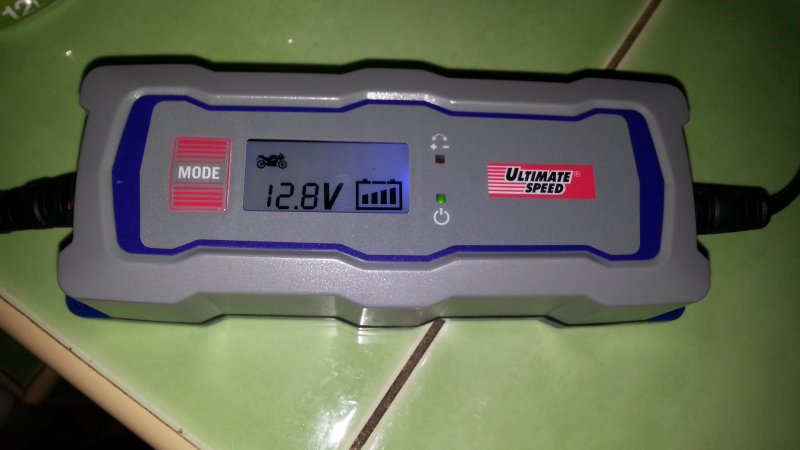 MODE
12.8V
ULTIMATE®
SPEED